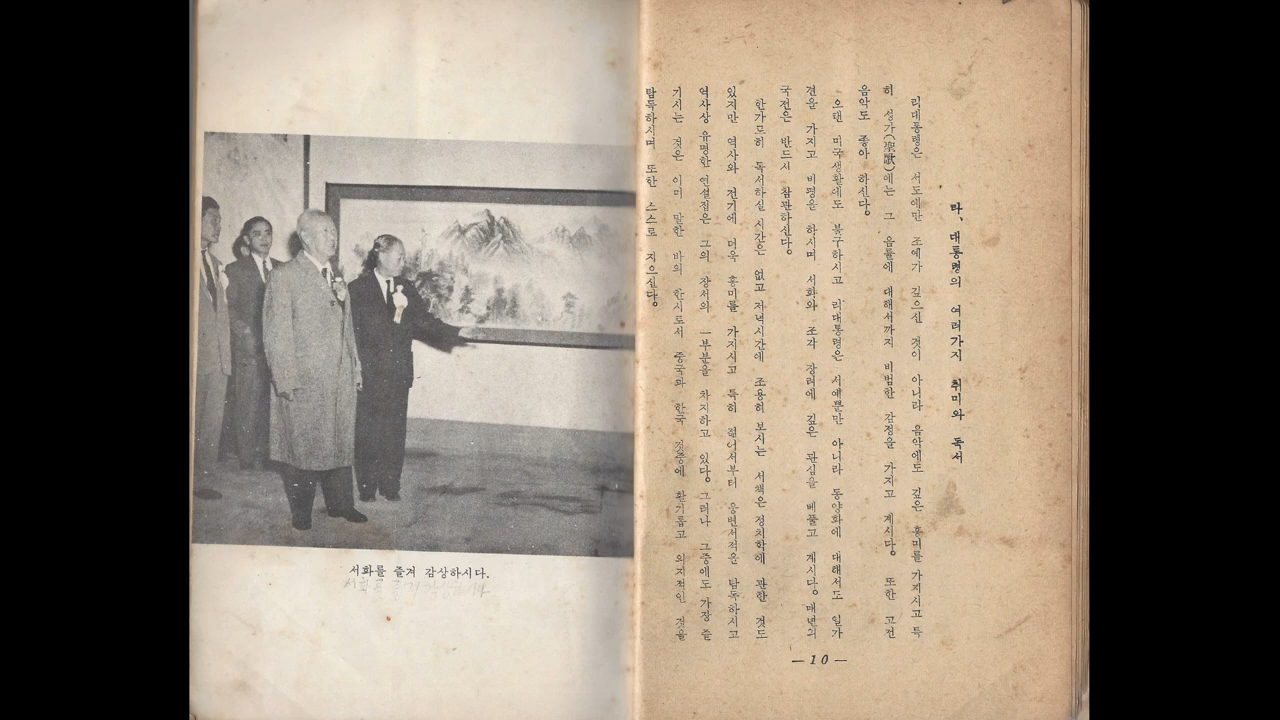 라、대통령의 여러가지 취미와 독서
리대통령은 서도에만 조예가 깊으신 것이 아니라 음악에도 깊은 흥미를 가지시고 특
히 성가(聖歌)에는 그 음률에 대해서까지 비범한 감정을 가지고 계시다。 또한 고전
음악도 좋아 하신다。
으랜 미국생활에도 불구하시고 리대통령은 서예뿐만 아니라 동양화에 대해서도 일가
견을 가지고 비평을 하시며 서화와 조각 장려에 깊은 관심을 베풀고 계시다。 매년의
국전은 반드시 참관하신다。
한가로히 독서하실 시간은 없고 저녁시간에 조용히 보시는 서책은 정치학에 관한 것도
있지만 역사와 전기에 더욱 흥미를 가지시고 특히 젊어서부터 웅변서적을 탐독하시고
역사상 유명한 연설집은 그의 장서의 一부분을 차지하고 있다。 그러나 그중에도 가장 즐
기시는 것은 이미 말한 바의 한시로서 중국과 한국 것중에 활기롭고 의지적인 것을
탐독하시며 또한 스스로 지으신다。
—10—
서화를 즐겨 감상하시다.